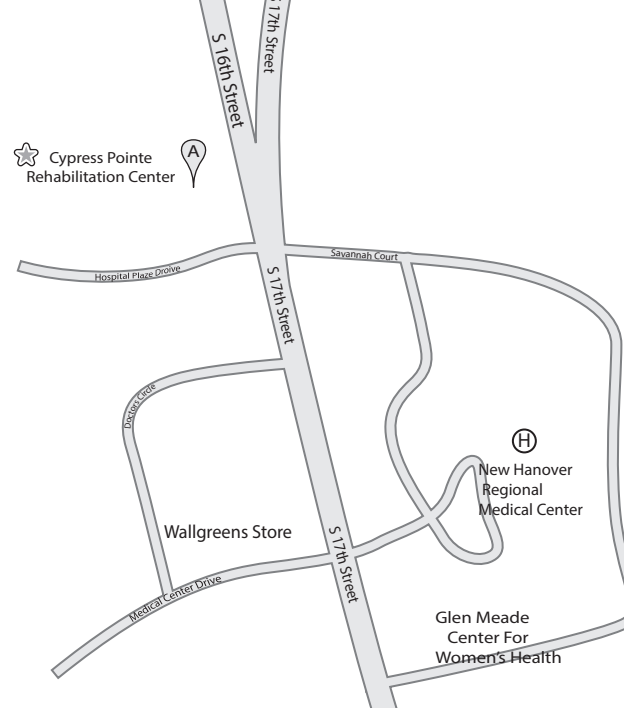 S 17th Street
S 16th Street
A
Cypress Pointe
Rehabilitation Center
Savannah Court
Hospital Plaze Droive
S 17th Street
Doctors Circle
H
New Hanover
Regional
Medical Center
Wallgreens Store
S 17th Street
Medical Center Drive
Glen Meade
Center For
Women's Health